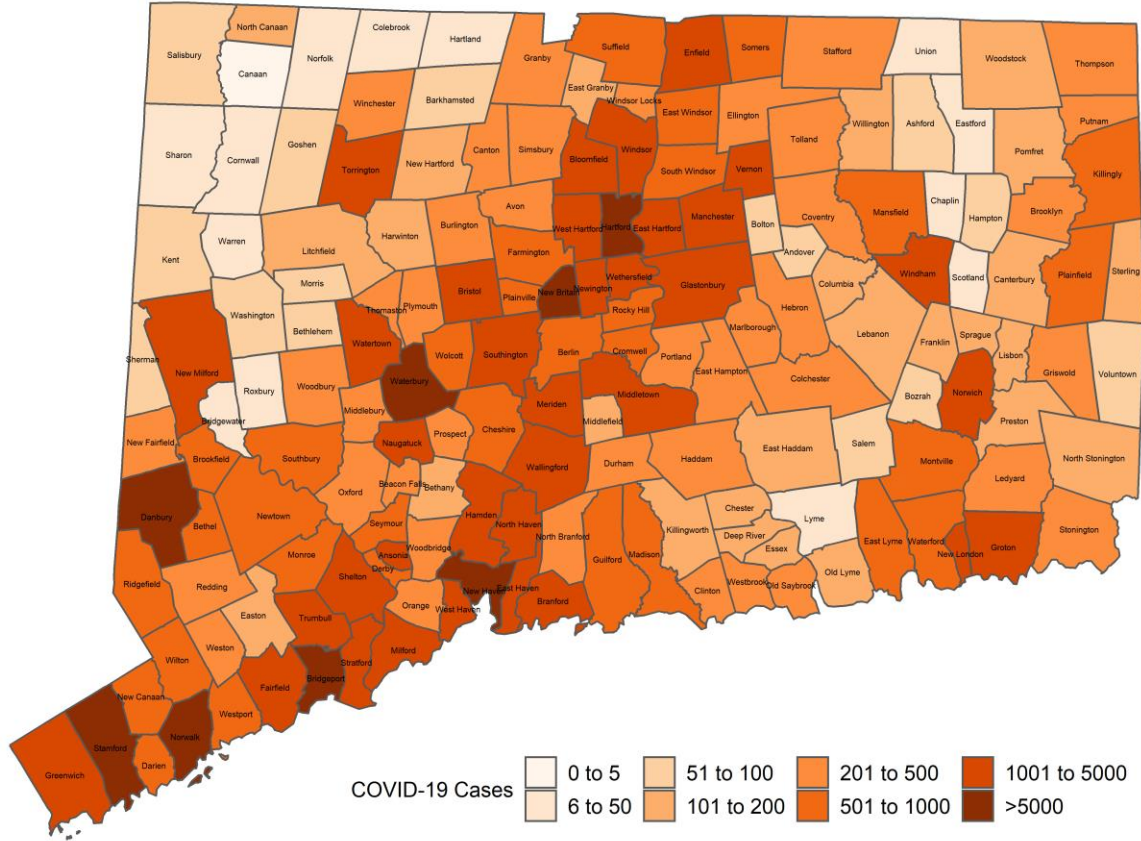 North Canaan
Colebrook
Hartland
Salisbury
Canaan
Norfolk
Granby
Suffield
Enfield
Somers
Stafford
Union
Woodstock
Thompson
Winchester
Barkhamsted
East Granby
Windsor Locks
East Windsor
Ellington
Willington
Ashford
Eastford
Putnam
Sharon
Cornwall
Goshen
Torrington
New Hartford
Canton
Simsbury
Bloomfield
Windsor
South Windsor
Vernon
Tolland
Pomfret
Killingly
Kent
Warren
Litchfield
Harwinton
Burlington
Avon
Farmington
West Hartford
Hartford
East Hartford
Manchester
Bolton
Andover
Coventry
Mansfield
Chaplin
Hampton
Brooklyn
Morris
Thomaston
Plymouth
Bristol
Plainville
New Britain
Newington
Wethersfield
Glastonbury
Hebron
Columbia
Windham
Scotland
Canterbury
Plainfield
Sterling
Sherman
New Milford
Washington
Bethlehem
Watertown
Waterbury
Wolcott
Southington
Berlin
Rocky Hill
Cromwell
Portland
Marlborough
East Hampton
Colchester
Lebanon
Franklin
Sprague
Lisbon
Griswold
Voluntown
Bridgewater
Roxbury
Woodbury
Middlebury
Naugatuck
Prospect
Cheshire
Meriden
Middletown
Middlefield
Bozrah
Norwich
Preston
New Fairfield
Brookfield
Southbury
Oxford
Beacon Falls
Bethany
Wallingford
Durham
Haddam
East Haddam
Salem
Montville
Ledyard
North Stonington
Danbury
Bethel
Newtown
Seymour
Woodbridge
Hamden
North Haven
North Branford
Guilford
Madison
Killingworth
Chester
Deep River
Essex
Lyme
East Lyme
Waterford
New London
Groton
Stonington
Ridgefield
Redding
Monroe
Ansonia
Derby
Shelton
Orange
West Haven
New Haven
East Haven
Branford
Clinton
Westbrook
Old Saybrook
Old Lyme
Easton
Weston
Wilton
Trumbull
Stratford
Milford
Bridgeport
Fairfield
Westport
New Canaan
Norwalk
Darien
Stamford
Greenwich
COVID-19 Cases
0 to 5
51 to 100
201 to 500
1001 to 5000
6 to 50
101 to 200
501 to 1000
>5000